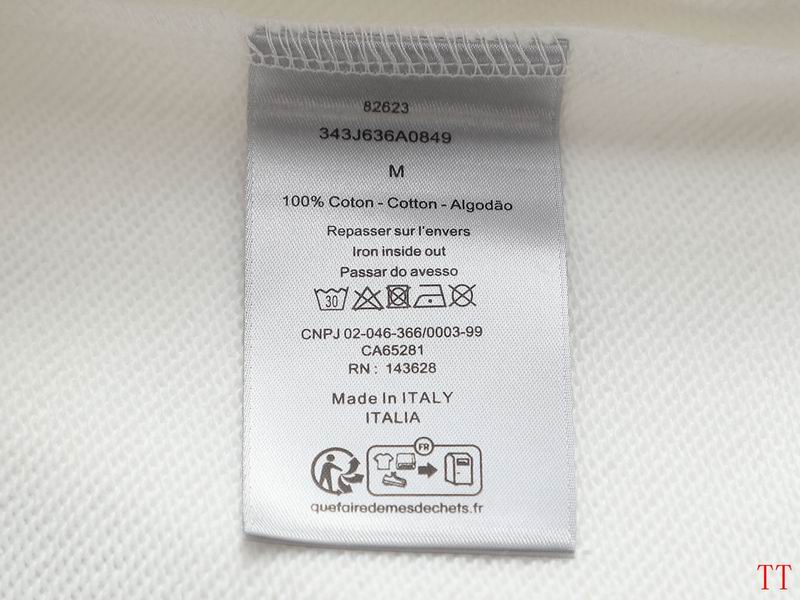 82623
343J636A0849
M
100% Coton - Cotton - Algodão
Repasser sur l'envers
Iron inside out
Passar do avesso
30
CNPJ 02-046-366/0003-99
CA65281
RN : 143628
Made In ITALY
ITALIA
FR
quefairedemesdechets.fr
TT